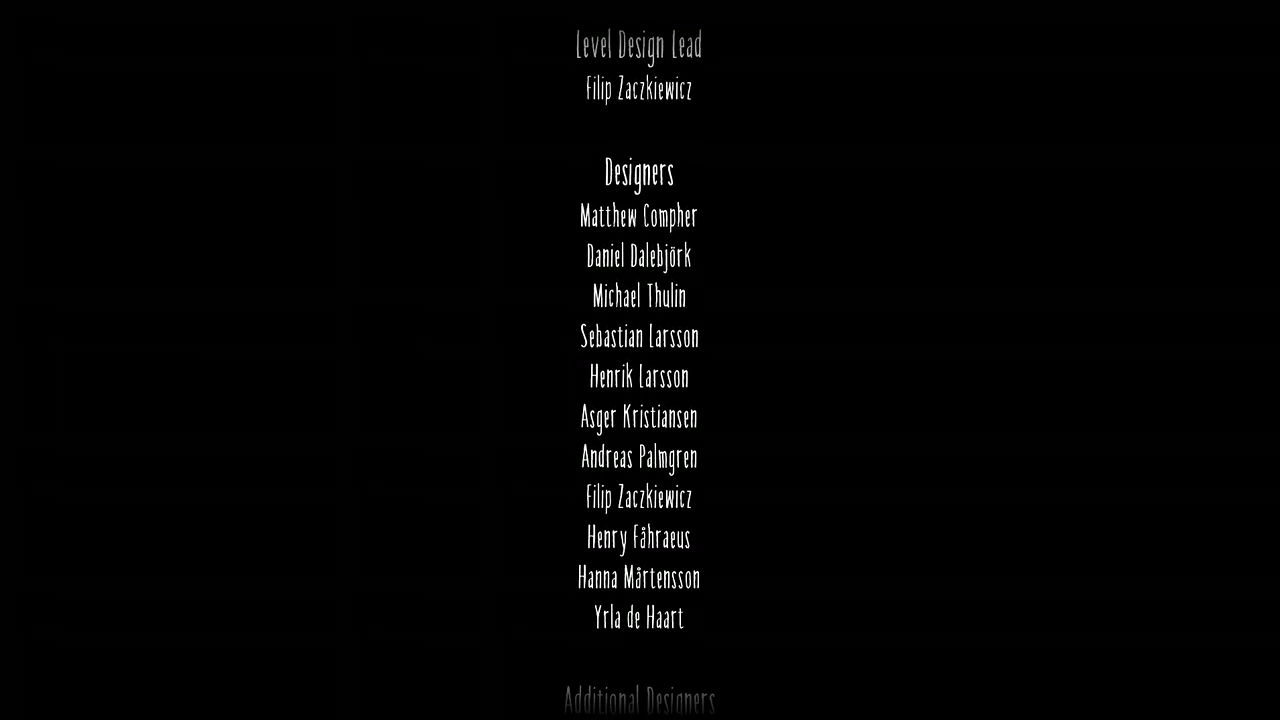 Level Design Lead
Filip Zaczkiewicz
Designers
Matthew Compher
Daniel Dalebjörk
Michael Thulin
Sebastian Larsson
Henrik Larsson
Asger Kristiansen
Andreas Palmgren
Filip Zaczkiewicz
Henry Fåhraeus
Hanna Mårtensson
Yrla de Haart
Additional Designers